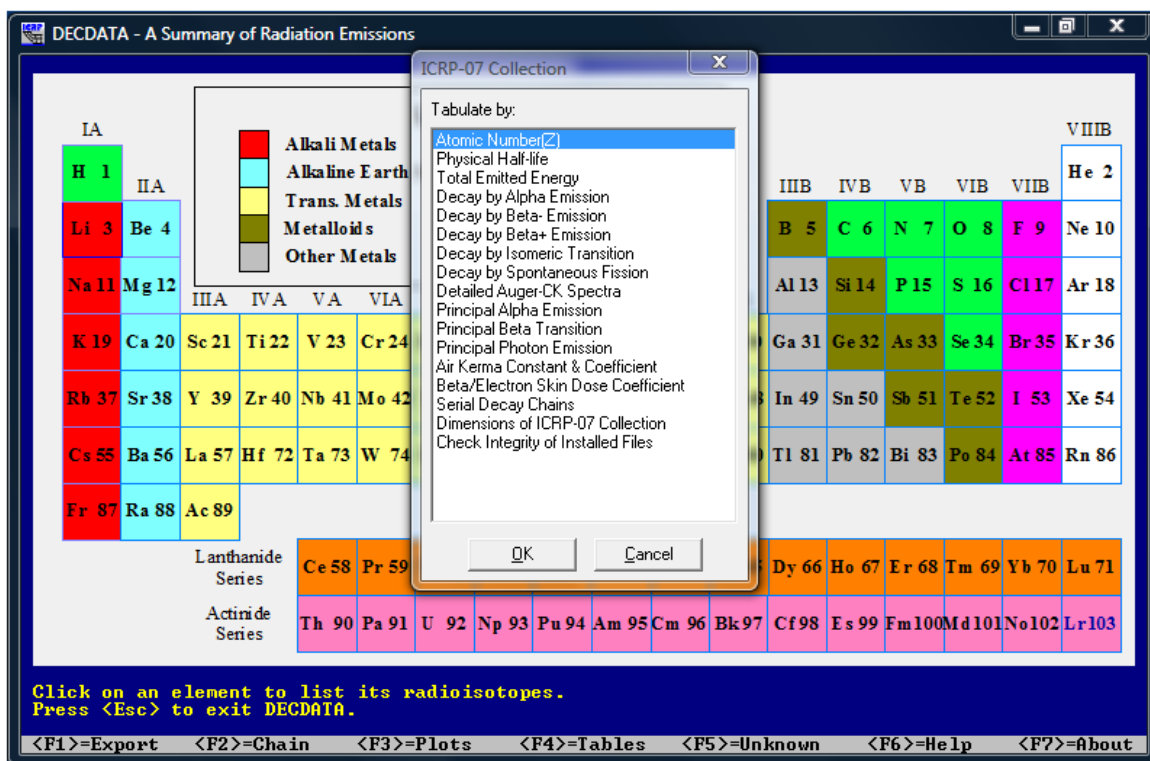 DECDATA - A Summary of Radiation Emissions
ICRP-07 Collection
Tabulate by:
Atomic Number(Z)
Physical Half-life
Total Emitted Energy
Decay by Alpha Emission
Decay by Beta- Emission
Decay by Beta+ Emission
Decay by Isomeric Transition
Decay by Spontaneous Fission
Detailed Auger-CK Spectra
Principal Alpha Emission
Principal Beta Transition
Principal Photon Emission
Air Kerma Constant & Coefficient
Beta/Electron Skin Dose Coefficient
Serial Decay Chains
Dimensions of ICRP-07 Collection
Check Integrity of Installed Files
OK Cancel
IA VIIIB
Alkali Metals
Alkaline Earth
Trans. Metals
Metalloids
Other Metals
H 1 IIA IIIB IVB VB VIB VIIB He 2
Li 3 Be 4 B 5 C 6 N 7 O 8 F 9 Ne 10
Na 11 Mg 12 IIIA IVA VA VIA Al 13 Si 14 P 15 S 16 Cl 17 Ar 18
K 19 Ca 20 Sc 21 Ti 22 V 23 Cr 24 Ga 31 Ge 32 As 33 Se 34 Br 35 Kr 36
Rb 37 Sr 38 Y 39 Zr 40 Nb 41 Mo 42 In 49 Sn 50 Sb 51 Te 52 I 53 Xe 54
Cs 55 Ba 56 La 57 Hf 72 Ta 73 W 74 Tl 81 Pb 82 Bi 83 Po 84 At 85 Rn 86
Fr 87 Ra 88 Ac 89
Lanthanide
Series
Ce 58 Pr 59 Dy 66 Ho 67 Er 68 Tm 69 Yb 70 Lu 71
Actinide
Series
Th 90 Pa 91 U 92 Np 93 Pu 94 Am 95 Cm 96 Bk 97 Cf 98 Es 99 Fm100 Md101 No102 Lr103
Click on an element to list its radioisotopes.
Press <Esc> to exit DECDATA.
<F1>=Export <F2>=Chain <F3>=Plots <F4>=Tables <F5>=Unknown <F6>=Help <F7>=About